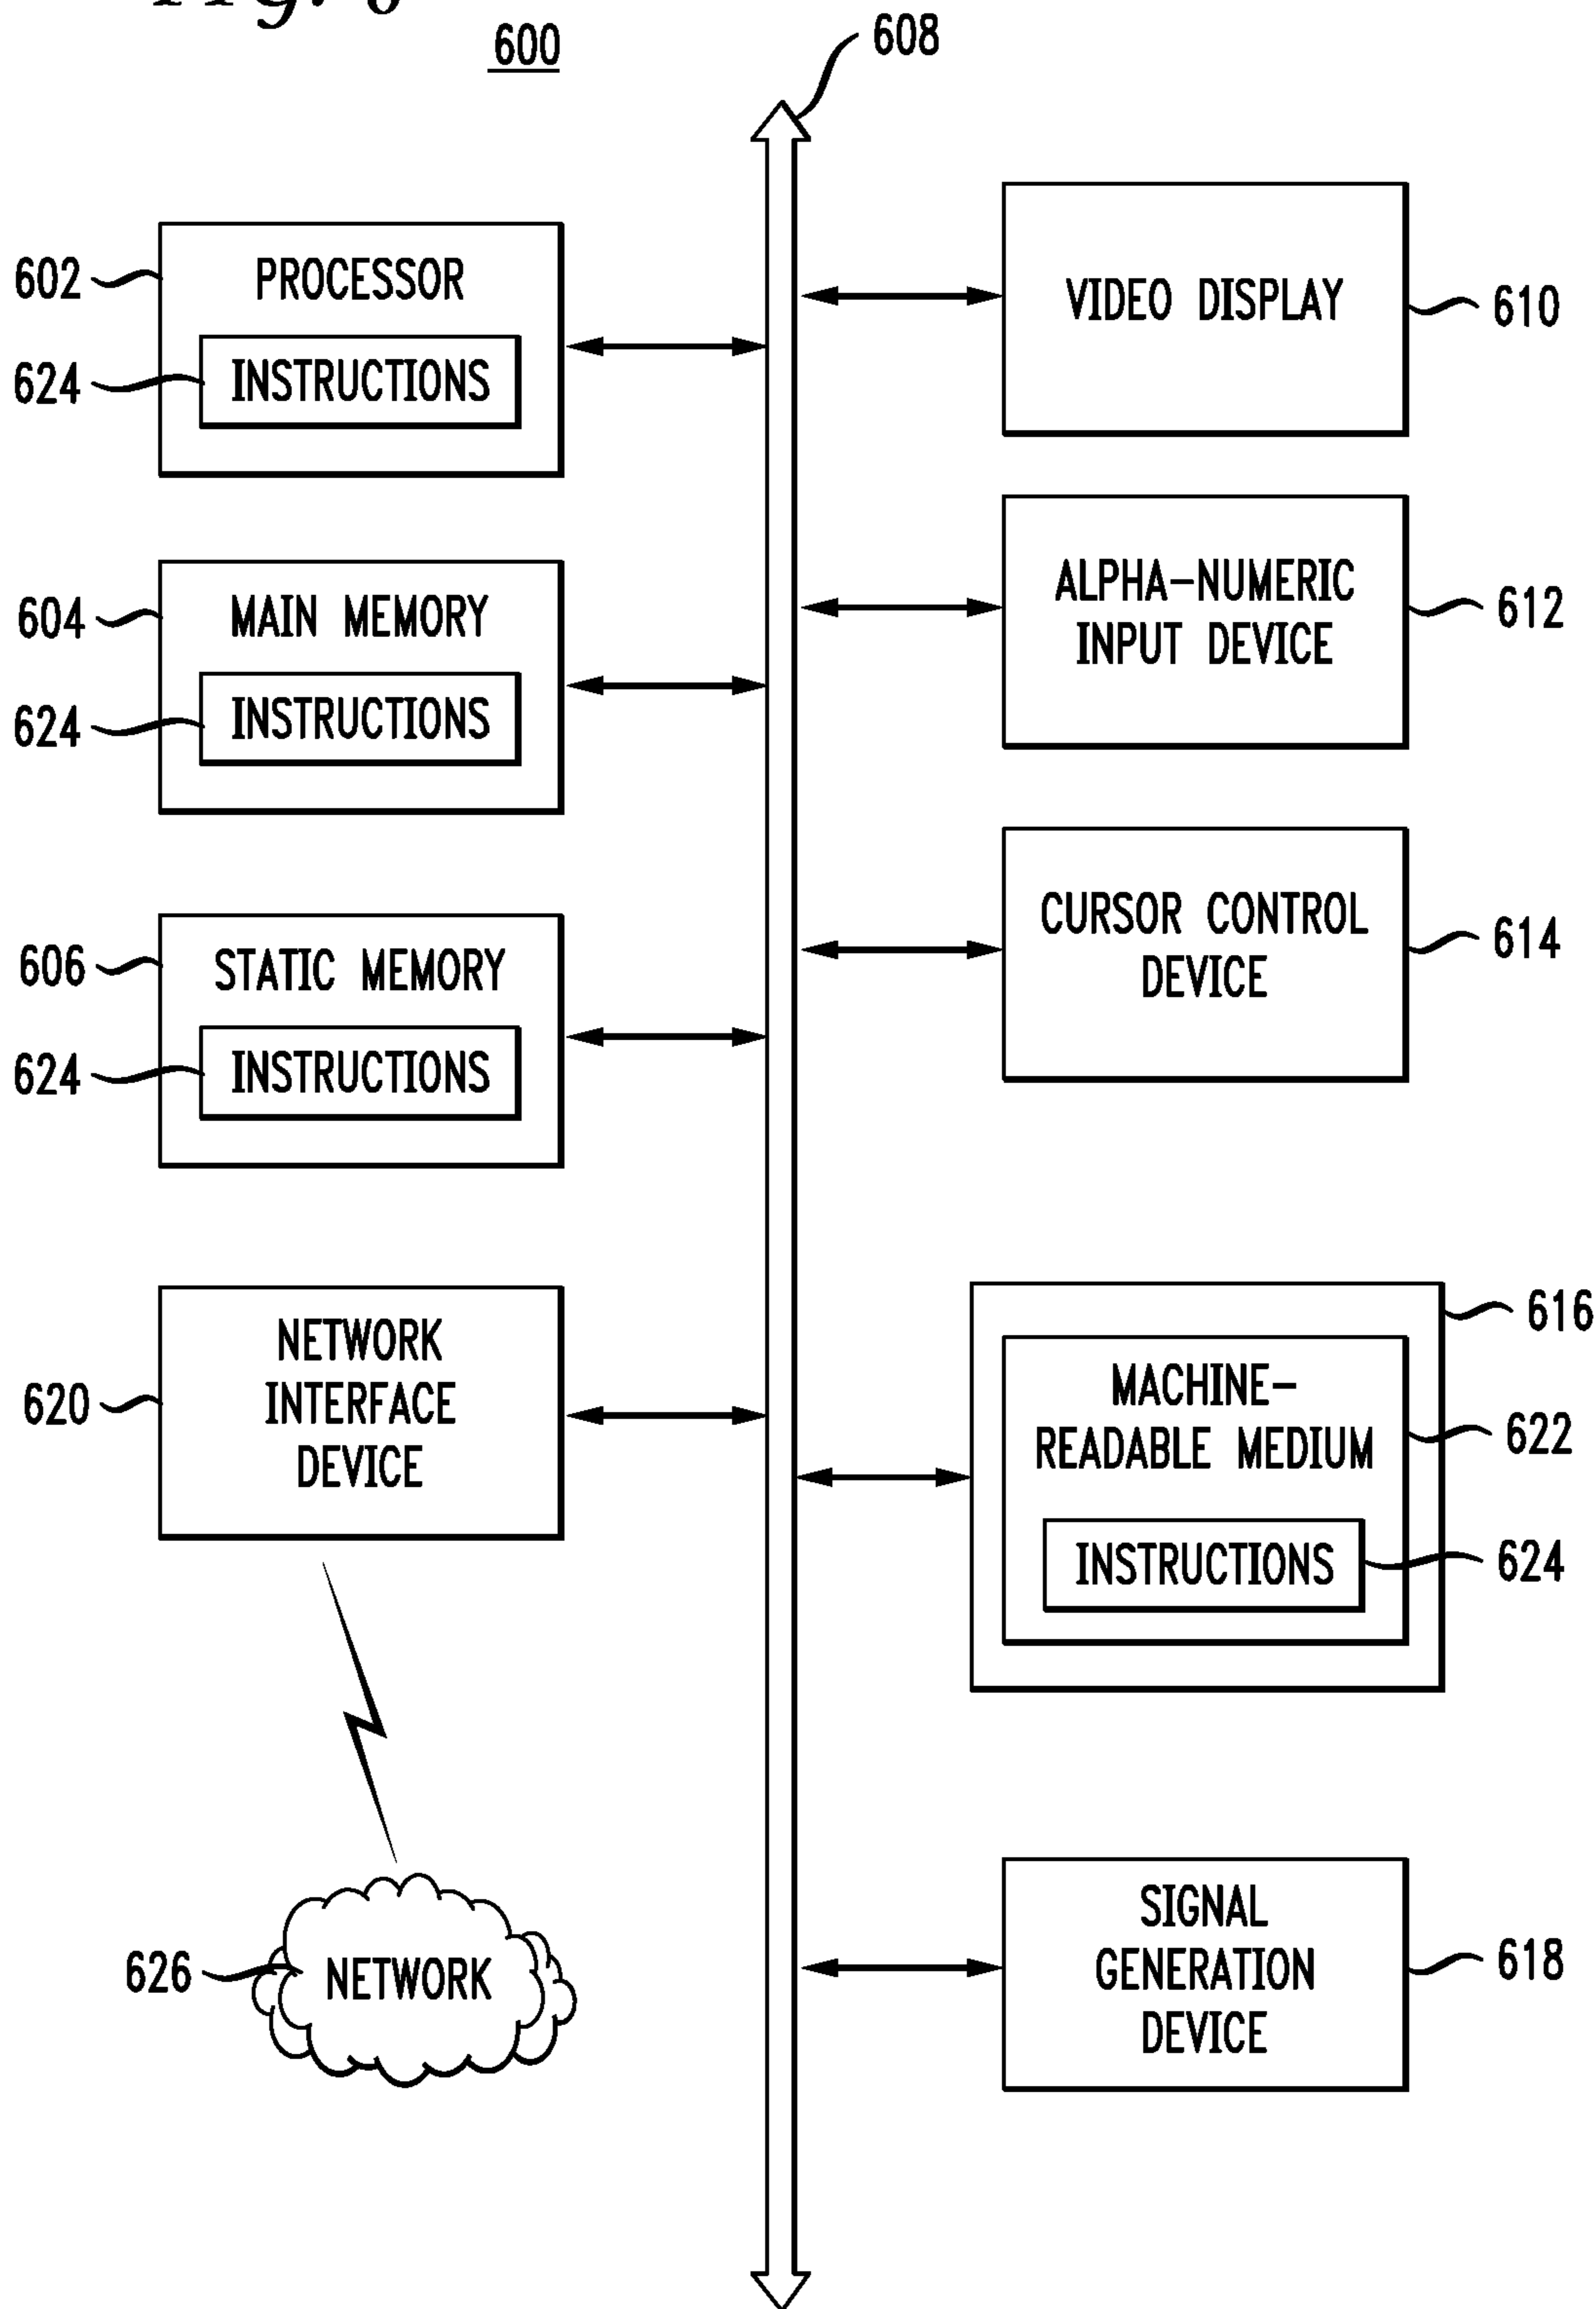 600
608
602
PROCESSOR
624
INSTRUCTIONS
604
MAIN MEMORY
624
INSTRUCTIONS
606
STATIC MEMORY
624
INSTRUCTIONS
620
NETWORK
INTERFACE
DEVICE
626
NETWORK
VIDEO DISPLAY
610
ALPHA-NUMERIC
INPUT DEVICE
612
CURSOR CONTROL
DEVICE
614
616
MACHINE-
READABLE MEDIUM
622
INSTRUCTIONS
624
SIGNAL
GENERATION
DEVICE
618